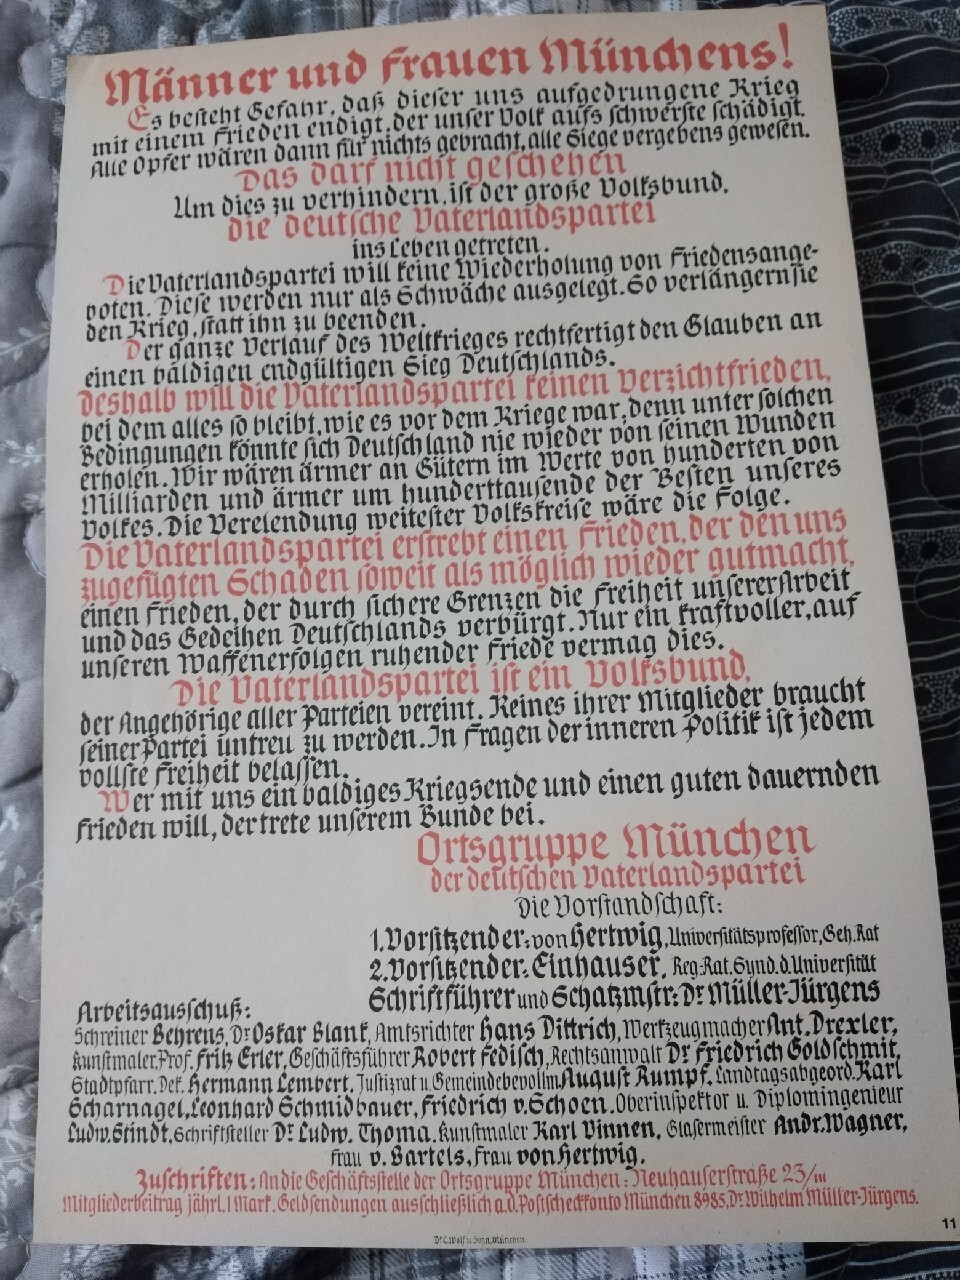 Männer und Frauen Münchens!
Es besteht Gefahr, daß dieser uns aufgedrungene Krieg
mit einem Frieden endigt, der unser Volk aufs schwerste schädigt.
Alle Opfer wären dann für nichts gebracht, alle Siege vergebens gewesen.
Das darf nicht geschehen
Um dies zu verhindern, ist der große Volksbund,
die deutsche Vaterlandspartei
ins Leben getreten.
Die Vaterlandspartei will keine Wiederholung von Friedensange-
boten. Diese werden nur als Schwäche ausgelegt. So verlängern sie
den Krieg, statt ihn zu beenden.
Der ganze Verlauf des Weltkrieges rechtfertigt den Glauben an
einen baldigen endgültigen Sieg Deutschlands.
deshalb will die Vaterlandspartei keinen Verzichtfrieden,
bei dem alles so bleibt, wie es vor dem Kriege war, denn unter solchen
Bedingungen könnte sich Deutschland nie wieder von seinen Wunden
erholen. Wir wären ärmer an Gütern im Werte von hunderten von
Milliarden und ärmer um hunderttausende der Besten unseres
Volkes. Die Verelendung weitester Volkskreise wäre die Folge.
Die Vaterlandspartei erstrebt einen Frieden, der den uns
zugefügten Schaden soweit als möglich wieder gutmacht,
einen Frieden, der durch sichere Grenzen die Freiheit unserer Arbeit
und das Gedeihen Deutschlands verbürgt. Nur ein kraftvoller, auf
unseren Waffenerfolgen ruhender Friede vermag dies.
Die Vaterlandspartei ist ein Volksbund,
der Angehörige aller Parteien vereint. Keines ihrer Mitglieder braucht
seiner Partei untreu zu werden. In Fragen der inneren Politik ist jedem
vollste Freiheit belassen.
Wer mit uns ein baldiges Kriegsende und einen guten dauernden
Frieden will, der trete unserem Bunde bei.
Ortsgruppe München
der deutschen Vaterlandspartei
Die Vorstandschaft:
1. Vorsitzender: von Hertwig, Universitätsprofessor, Geh. Rat
2. Vorsitzender: Einhauser, Reg. Rat. Synd. d. Universität
Schriftführer und Schatzmstr: Dr Müller-Jürgens
Arbeitsausschuß:
Schreiner Behrens, Dr Oskar Blank, Amtsrichter Hans Dittrich, Werkzeugmacher Ant. Drexler,
Kunstmaler Prof. Fritz Erler, Geschäftsführer Robert Fedisch, Rechtsanwalt Dr Friedrich Goldschmit,
Stadtpfarr. Dek. Hermann Lembert, Justizrat u. Gemeindebevollm August Rumpf, Landtagsabgeord. Karl
Scharnagel, Leonhard Schmidbauer, Friedrich v. Schoen, Oberinspektor u. Diplomingenieur
Ludw. Stindt, Schriftsteller Dr Ludw. Thoma, Kunstmaler Karl Vinnen, Glasermeister Andr. Wagner,
Frau v. Bartels, Frau von Hertwig.
Zuschriften: An die Geschäftsstelle der Ortsgruppe München: Neuhauserstraße 23/III
Mitgliederbeitrag jährl. 1 Mark. Geldsendungen ausschließlich a. d. Postscheckkonto München 8985, Dr. Wilhelm Müller-Jürgens.
Dr. C. Wolf u. Sohn, München.
11